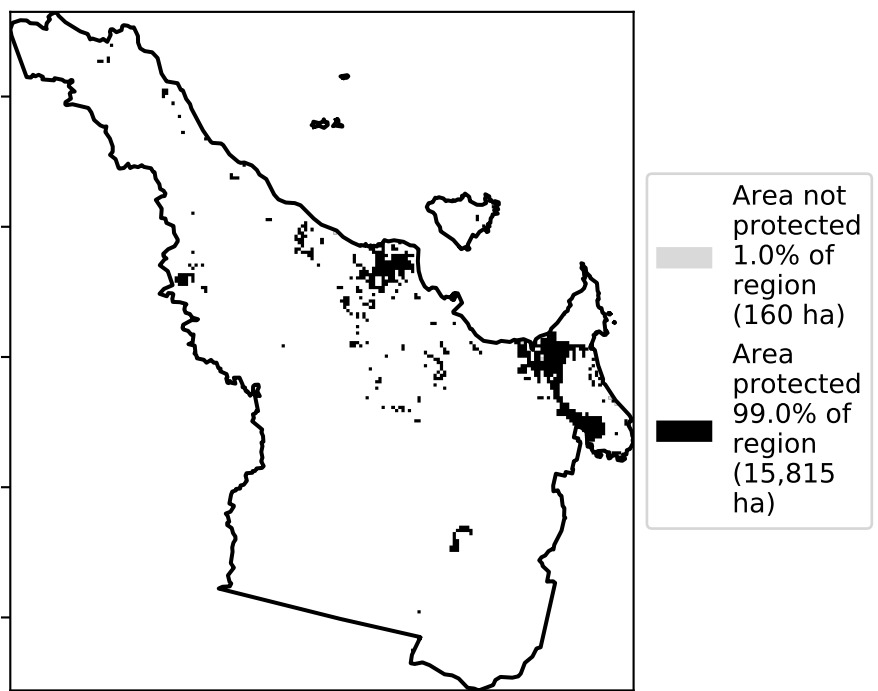 Area not
protected
1.0% of
region
(160 ha)
Area
protected
99.0% of
region
(15,815
ha)